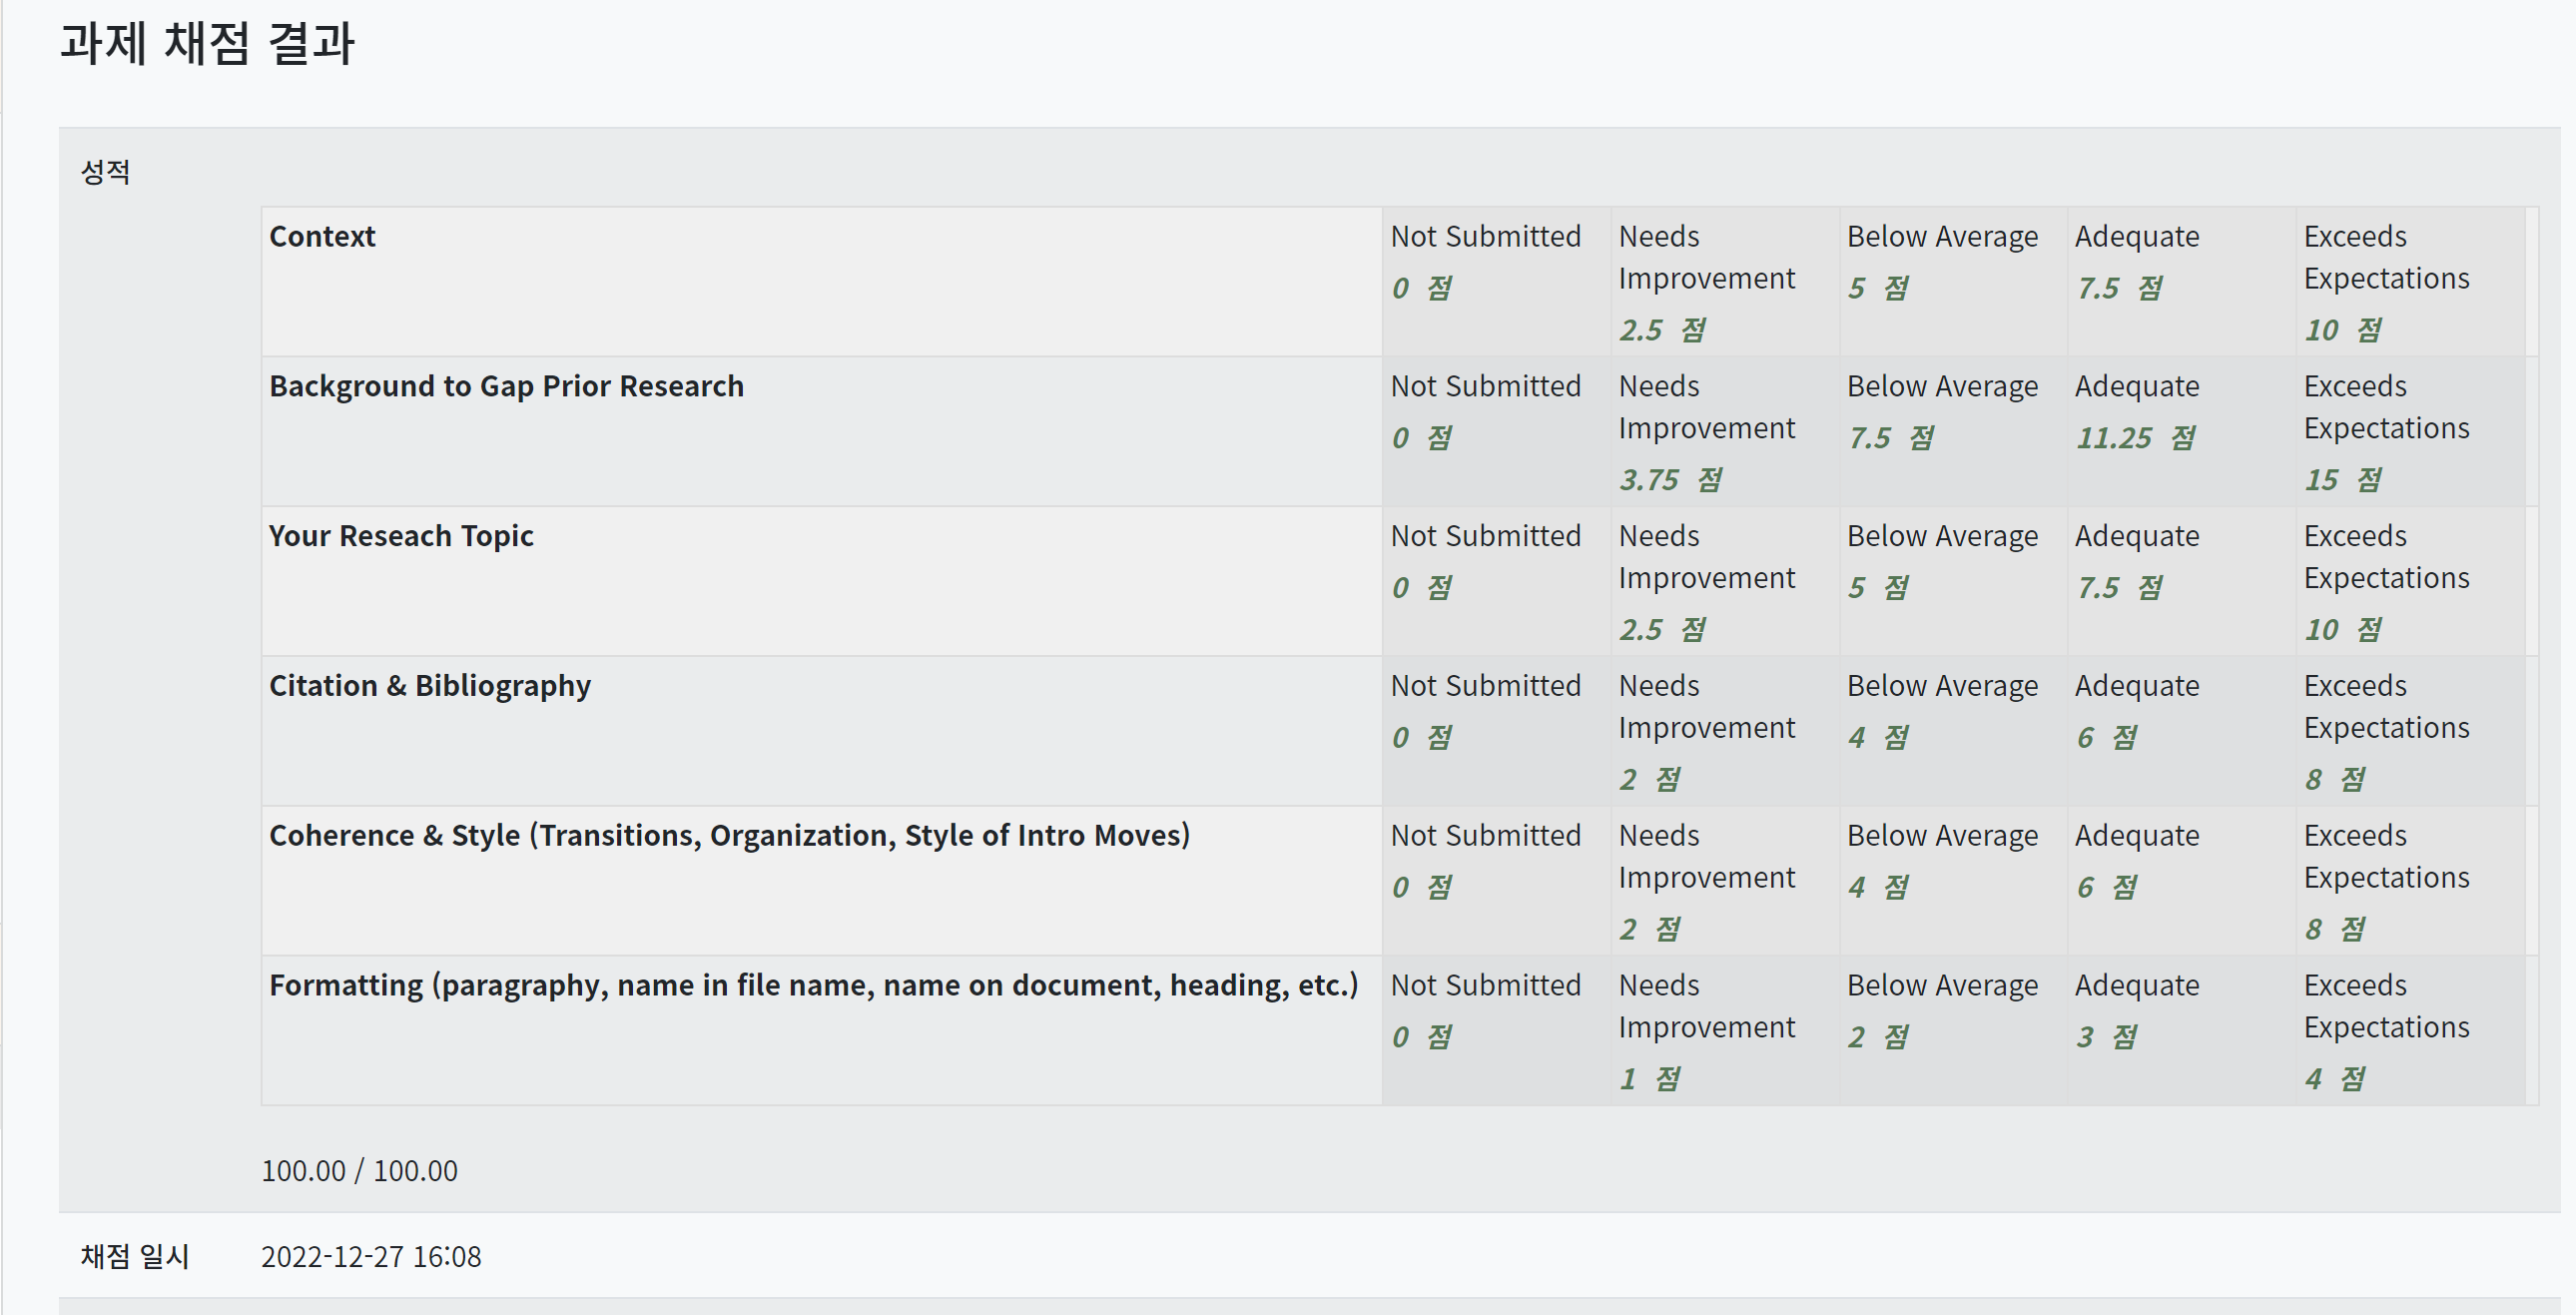 과제 채점 결과
성적
Context
Not Submitted
0 점
Needs
Improvement
2.5 점
Below Average
5 점
Adequate
7.5 점
Exceeds
Expectations
10 점
Background to Gap Prior Research
Not Submitted
0 점
Needs
Improvement
3.75 점
Below Average
7.5 점
Adequate
11.25 점
Exceeds
Expectations
15 점
Your Reseach Topic
Not Submitted
0 점
Needs
Improvement
2.5 점
Below Average
5 점
Adequate
7.5 점
Exceeds
Expectations
10 점
Citation & Bibliography
Not Submitted
0 점
Needs
Improvement
2 점
Below Average
4 점
Adequate
6 점
Exceeds
Expectations
8 점
Coherence & Style (Transitions, Organization, Style of Intro Moves)
Not Submitted
0 점
Needs
Improvement
2 점
Below Average
4 점
Adequate
6 점
Exceeds
Expectations
8 점
Formatting (paragraphy, name in file name, name on document, heading, etc.)
Not Submitted
0 점
Needs
Improvement
1 점
Below Average
2 점
Adequate
3 점
Exceeds
Expectations
4 점
100.00 / 100.00
채점 일시
2022-12-27 16:08